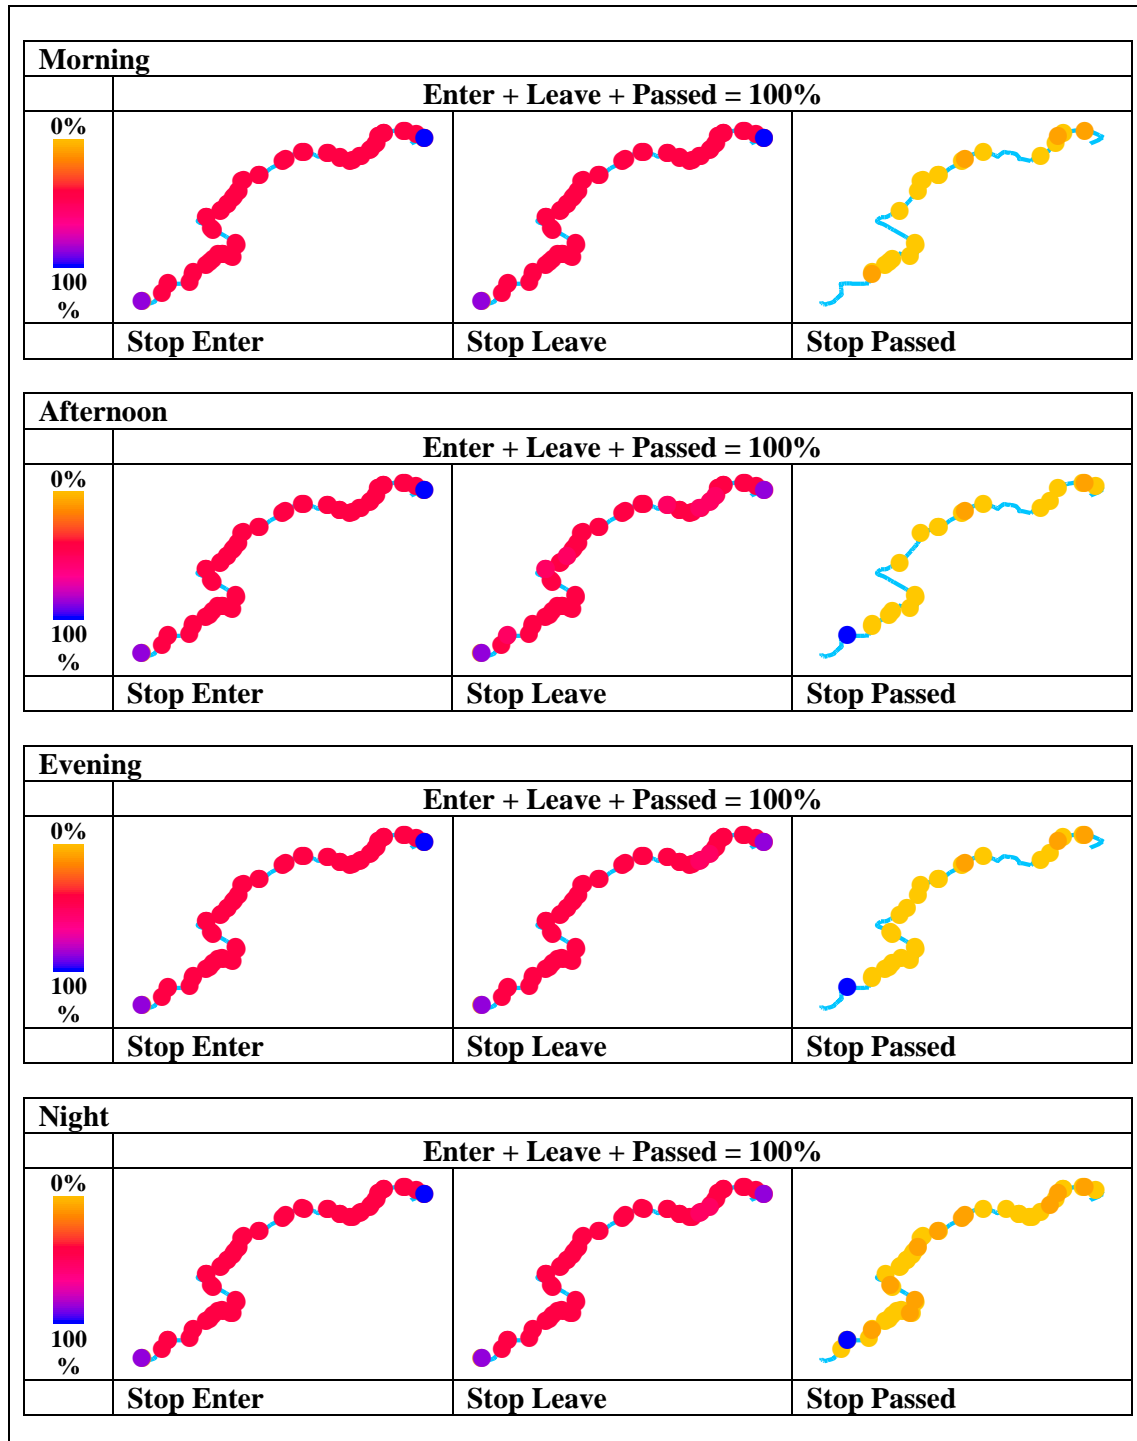 Morning
Enter + Leave + Passed = 100%
0%
100
%
Stop Enter
Stop Leave
Stop Passed
Afternoon
Enter + Leave + Passed = 100%
0%
100
%
Stop Enter
Stop Leave
Stop Passed
Evening
Enter + Leave + Passed = 100%
0%
100
%
Stop Enter
Stop Leave
Stop Passed
Night
Enter + Leave + Passed = 100%
0%
100
%
Stop Enter
Stop Leave
Stop Passed